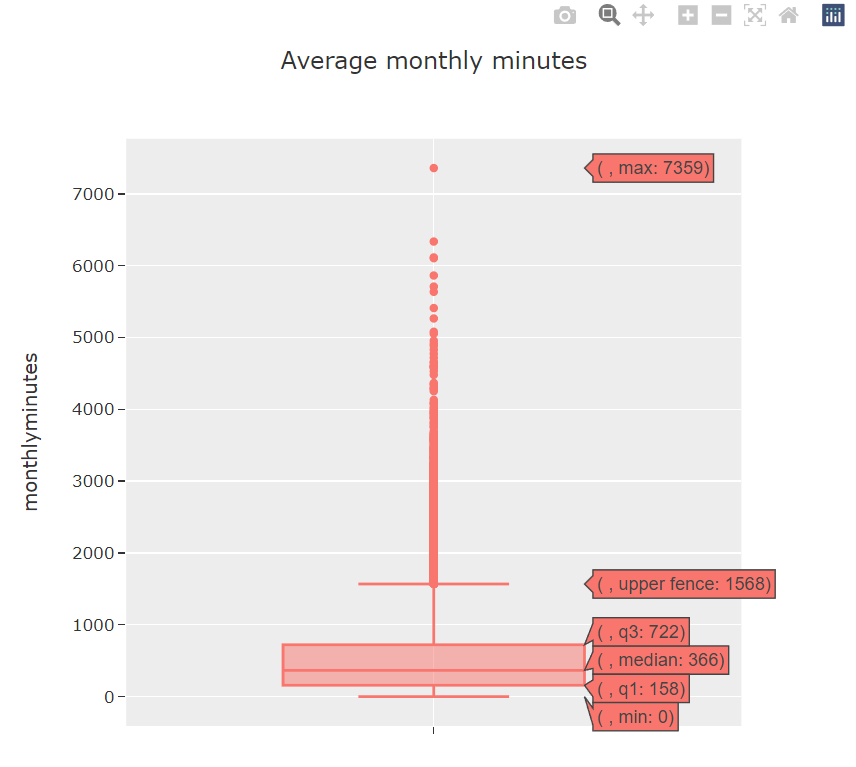 Average monthly minutes
monthlyminutes
7000
6000
5000
4000
3000
2000
1000
0
( , max: 7359)
( , upper fence: 1568)
( , q3: 722)
( , median: 366)
( , q1: 158)
( , min: 0)